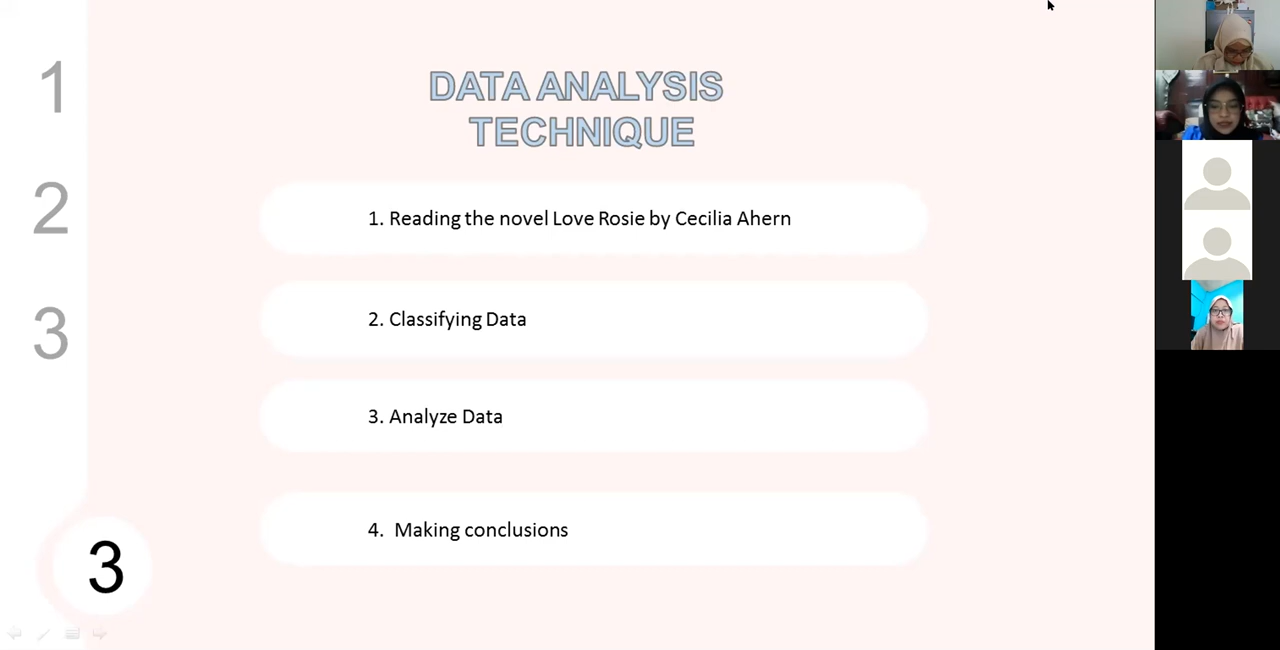 1
2
3
3
DATA ANALYSIS
TECHNIQUE
1. Reading the novel Love Rosie by Cecilia Ahern
2. Classifying Data
3. Analyze Data
4. Making conclusions